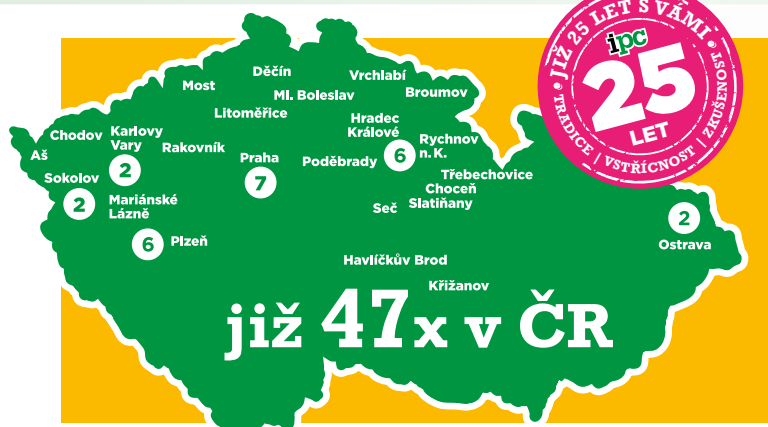 JIŽ 25 LET S VÁMI
ipc
25
LET
TRADICE | VSTŘÍCNOST | ZKUŠENOST
Děčín
Most
Vrchlabí
Ml. Boleslav
Broumov
Litoměřice
Hradec
Králové
6
Rychnov
n. K.
Chodov
Karlovy
Vary
2
Rakovník
Aš
Praha
7
Poděbrady
Třebechovice
Sokolov
2
Choceň
Mariánské
Lázně
Seč
Slatiňany
2
Ostrava
6
Plzeň
Havlíčkův Brod
Křižanov
již 47x v ČR